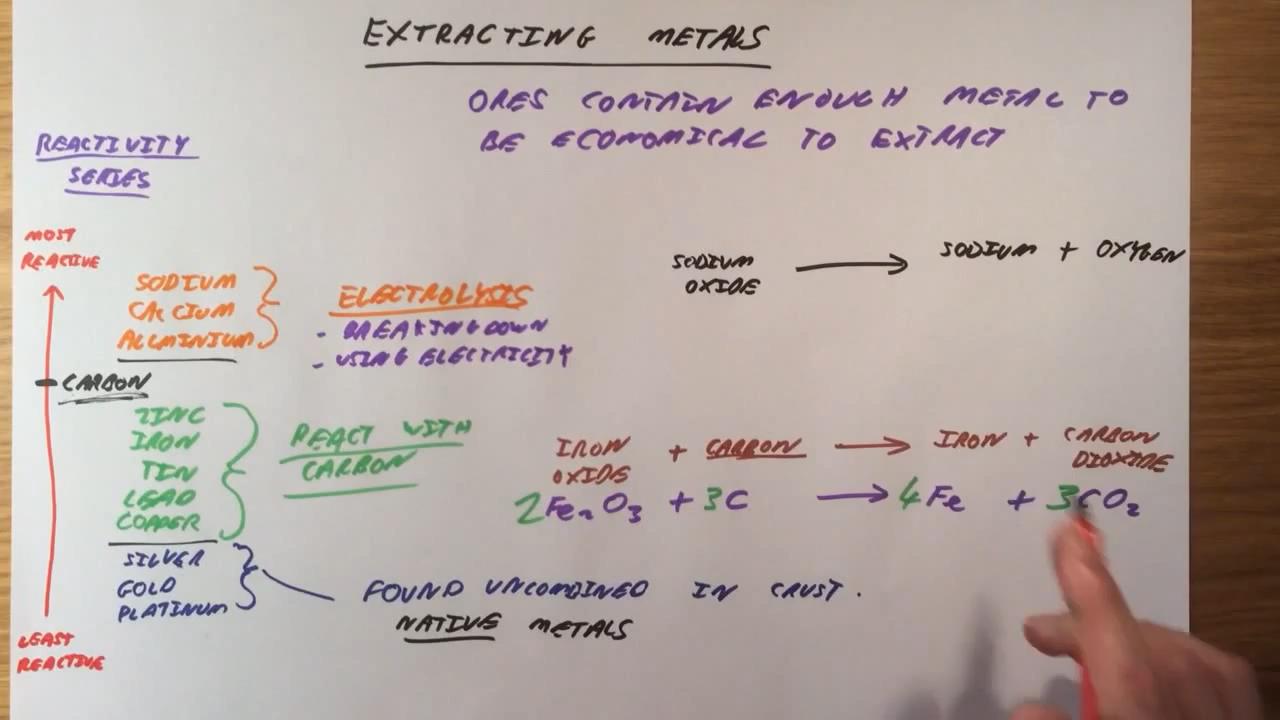 EXTRACTING METALS
ORES CONTAIN ENOUGH METAL TO
BE ECONOMICAL TO EXTRACT
REACTIVITY
SERIES
MOST
REACTIVE
SODIUM
CALCIUM
ALUMINIUM
ELECTROLYSIS
- BREAKING DOWN
- USING ELECTRICITY
SODIUM
OXIDE
→ SODIUM + OXYGEN
CARBON
ZINC
IRON
TIN
LEAD
COPPER
REACT WITH
CARBON
IRON + CARBON → IRON + CARBON
OXIDE DIOXIDE
2Fe₂O₃ + 3C → 4Fe + 3CO₂
SILVER
GOLD
PLATINUM
FOUND UNCOMBINED IN CRUST.
NATIVE METALS
LEAST
REACTIVE